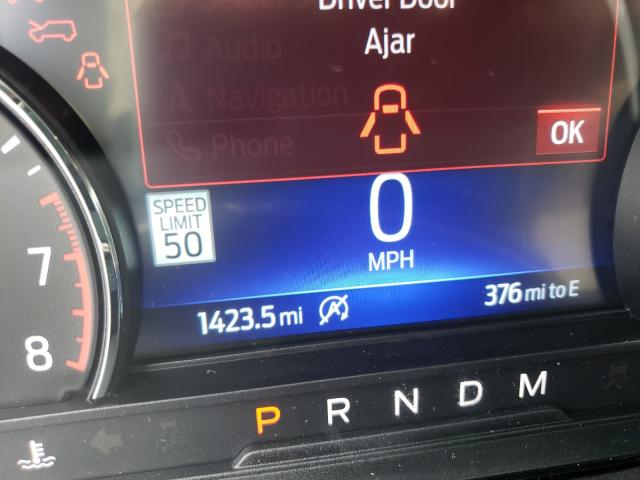 Driver Door
Ajar
Audio
Navigation
Phone
OK
SPEED
LIMIT
50
0
MPH
1423.5 mi
376 mi to E
7
8
P R N D M